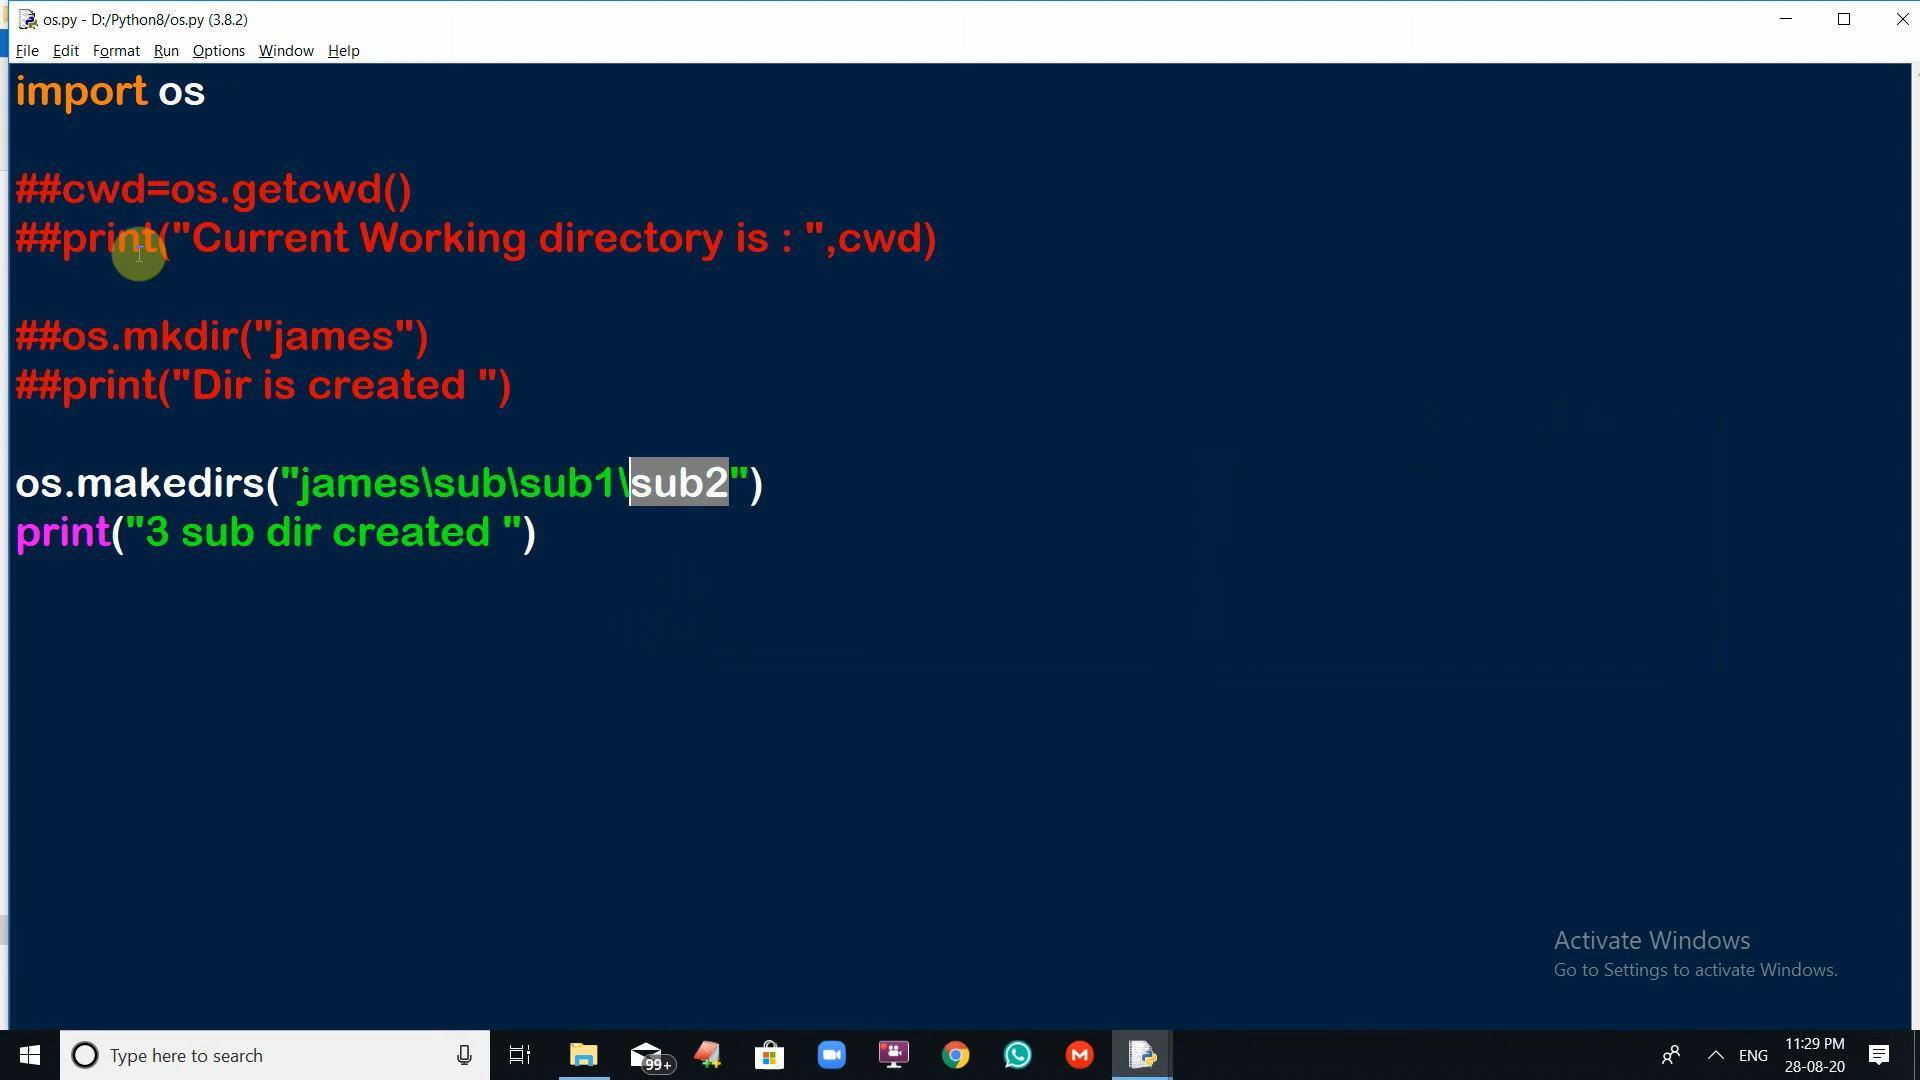 os.py - D:/Python8/os.py (3.8.2)
File Edit Format Run Options Window Help
import os
##cwd=os.getcwd()
##print("Current Working directory is : ",cwd)
##os.mkdir("james")
##print("Dir is created ")
os.makedirs("james\sub\sub1\sub2")
print("3 sub dir created ")
Activate Windows
Go to Settings to activate Windows.
Type here to search
99+
ENG
11:29 PM
28-08-20